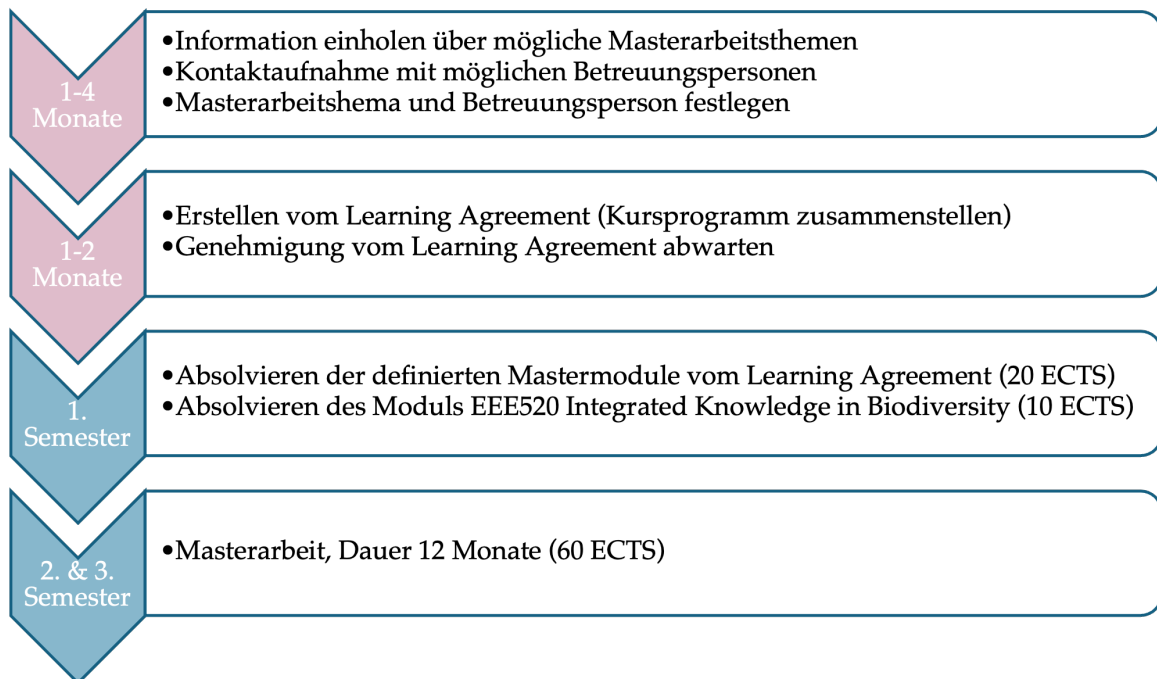 1-4
Monate
•Information einholen über mögliche Masterarbeitsthemen
•Kontaktaufnahme mit möglichen Betreuungspersonen
•Masterarbeitshema und Betreuungsperson festlegen
1-2
Monate
•Erstellen vom Learning Agreement (Kursprogramm zusammenstellen)
•Genehmigung vom Learning Agreement abwarten
1.
Semester
•Absolvieren der definierten Mastermodule vom Learning Agreement (20 ECTS)
•Absolvieren des Moduls EEE520 Integrated Knowledge in Biodiversity (10 ECTS)
2. & 3.
Semester
•Masterarbeit, Dauer 12 Monate (60 ECTS)